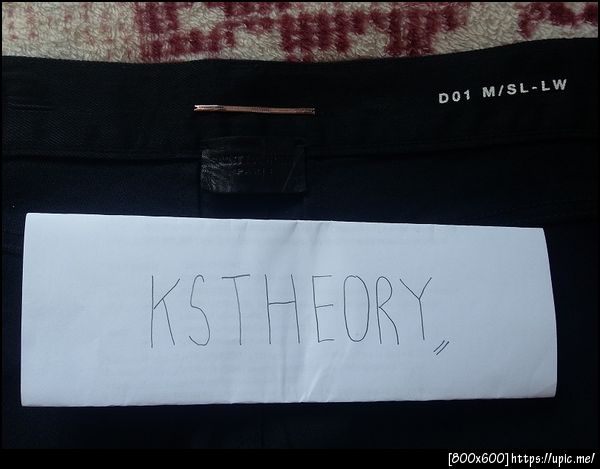 D01 M/SL-LW
KSTHEORY
[800x600]https://upic.me/